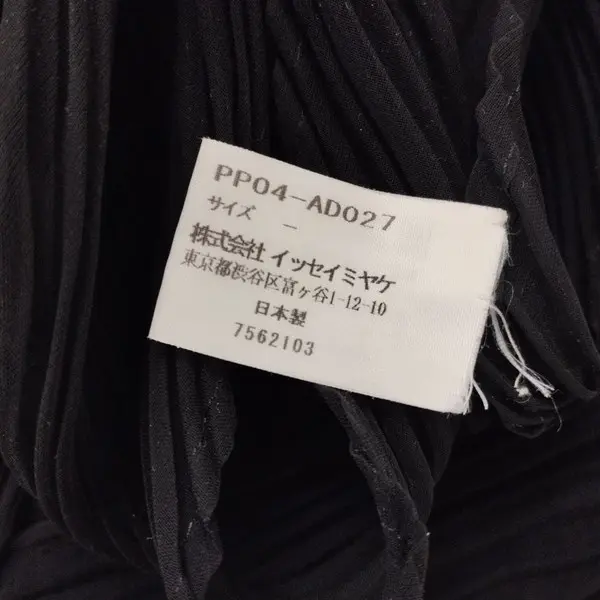 PP04-AD027
サイズ －
株式会社 イッセイミヤケ
東京都渋谷区富ヶ谷1-12-10
日本製
7562103